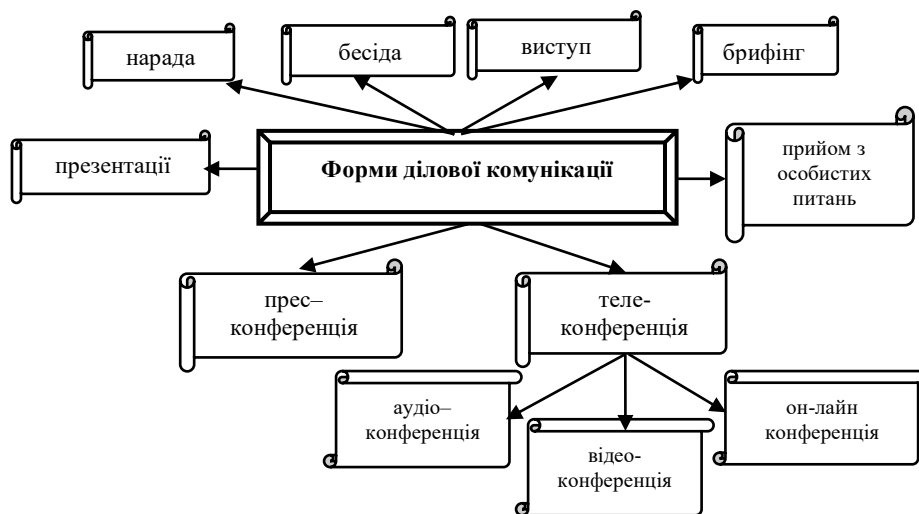 нарада
бесіда
виступ
брифінг
презентації
Форми ділової комунікації
прийом з
особистих
питань
прес–
конференція
теле-
конференція
аудіо–
конференція
відео-
конференція
он-лайн
конференція